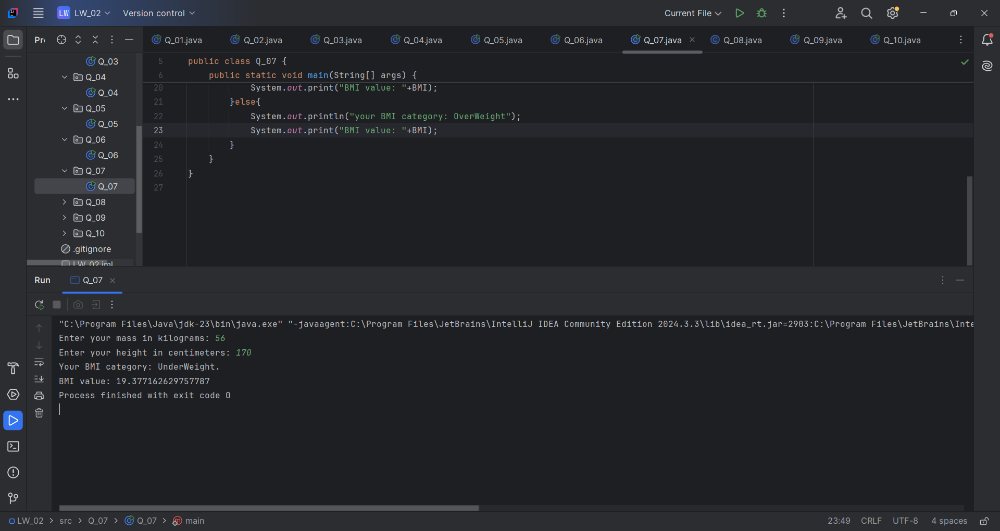 LW LW_02 Version control Current File
Pr
Q_01.java Q_02.java Q_03.java Q_04.java Q_05.java Q_06.java Q_07.java Q_08.java Q_09.java Q_10.java
Q_03
Q_04
Q_04
Q_05
Q_05
Q_06
Q_06
Q_07
Q_07
Q_08
Q_09
Q_10
.gitignore
LW_02.iml
5 public class Q_07 {
6 public static void main(String[] args) {
20 System.out.print("BMI value: "+BMI);
21 }else{
22 System.out.println("your BMI category: OverWeight");
23 System.out.print("BMI value: "+BMI);
24 }
25 }
26 }
27
Run Q_07
"C:\Program Files\Java\jdk-23\bin\java.exe" "-javaagent:C:\Program Files\JetBrains\IntelliJ IDEA Community Edition 2024.3.3\lib\idea_rt.jar=2903:C:\Program Files\JetBrains\Inte
Enter your mass in kilograms: 56
Enter your height in centimeters: 170
Your BMI category: UnderWeight.
BMI value: 19.377162629757787
Process finished with exit code 0
LW_02 > src > Q_07 > Q_07 > main
23:49 CRLF UTF-8 4 spaces